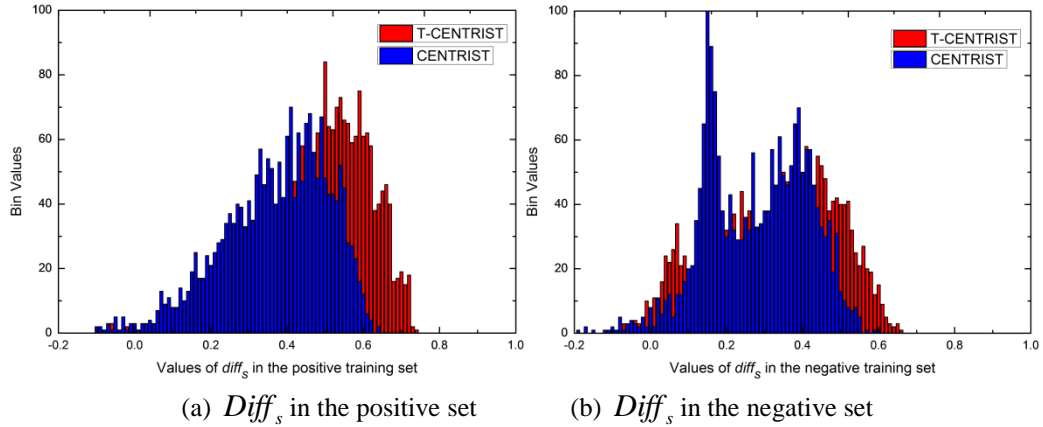 100
80
60
40
20
0
Bin Values
T-CENTRIST
CENTRIST
-0.2 0.0 0.2 0.4 0.6 0.8 1.0
Values of diffs in the positive training set
(a) Diffs in the positive set
100
80
60
40
20
0
Bin Values
T-CENTRIST
CENTRIST
-0.2 0.0 0.2 0.4 0.6 0.8 1.0
Values of diffs in the negative training set
(b) Diffs in the negative set